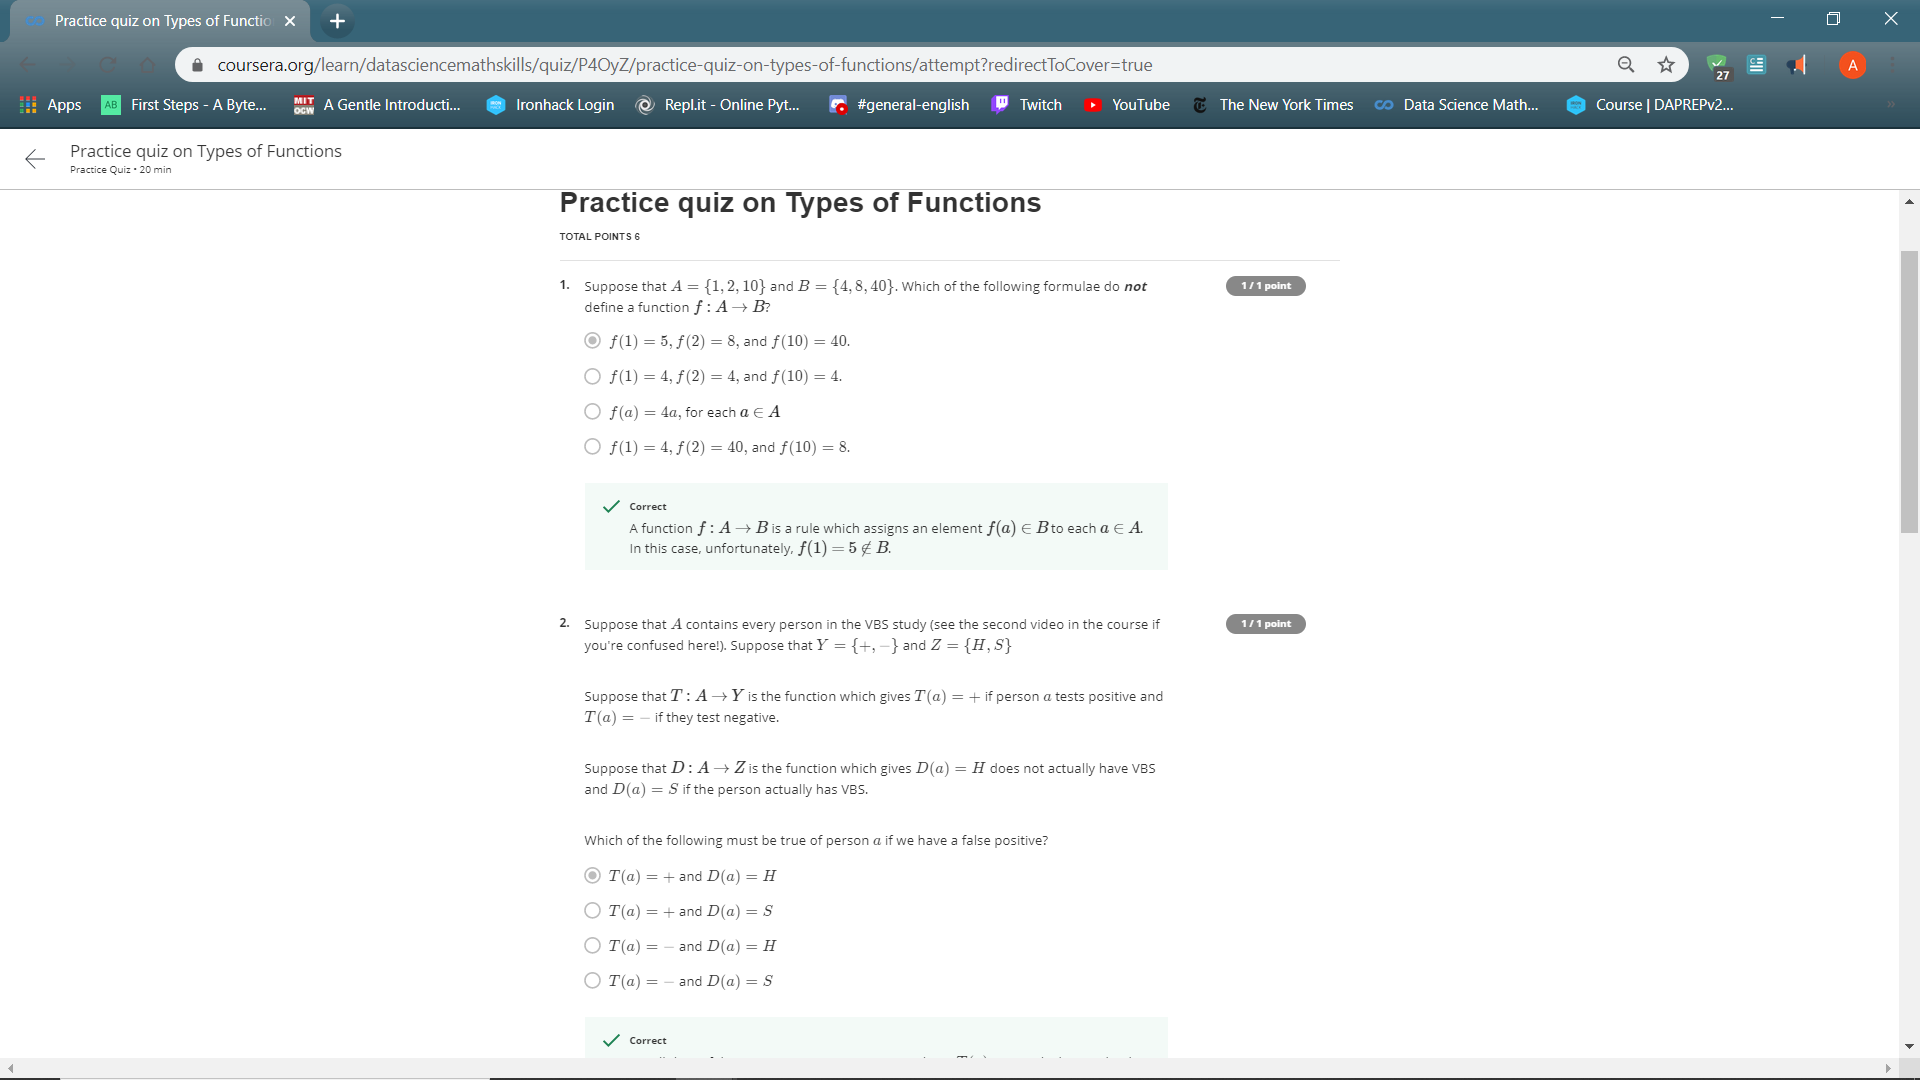 Practice quiz on Types of Functio
coursera.org/learn/datasciencemathskills/quiz/P4OyZ/practice-quiz-on-types-of-functions/attempt?redirectToCover=true
27
A
Apps
AB First Steps - A Byte...
MIT OCW A Gentle Introducti...
Ironhack Login
Repl.it - Online Pyt...
#general-english
Twitch
YouTube
The New York Times
Data Science Math...
Course | DAPREPv2...
»
Practice quiz on Types of Functions
Practice Quiz • 20 min
Practice quiz on Types of Functions
TOTAL POINTS 6
1. Suppose that A = {1, 2, 10} and B = {4, 8, 40}. Which of the following formulae do not
define a function f : A → B?
1 / 1 point
f(1) = 5, f(2) = 8, and f(10) = 40.
f(1) = 4, f(2) = 4, and f(10) = 4.
f(a) = 4a, for each a ∈ A
f(1) = 4, f(2) = 40, and f(10) = 8.
Correct
A function f : A → B is a rule which assigns an element f(a) ∈ B to each a ∈ A.
In this case, unfortunately, f(1) = 5 ∉ B.
2. Suppose that A contains every person in the VBS study (see the second video in the course if
you're confused here!). Suppose that Y = {+, −} and Z = {H, S}
1 / 1 point
Suppose that T : A → Y is the function which gives T(a) = + if person a tests positive and
T(a) = − if they test negative.
Suppose that D : A → Z is the function which gives D(a) = H does not actually have VBS
and D(a) = S if the person actually has VBS.
Which of the following must be true of person a if we have a false positive?
T(a) = + and D(a) = H
T(a) = + and D(a) = S
T(a) = − and D(a) = H
T(a) = − and D(a) = S
Correct